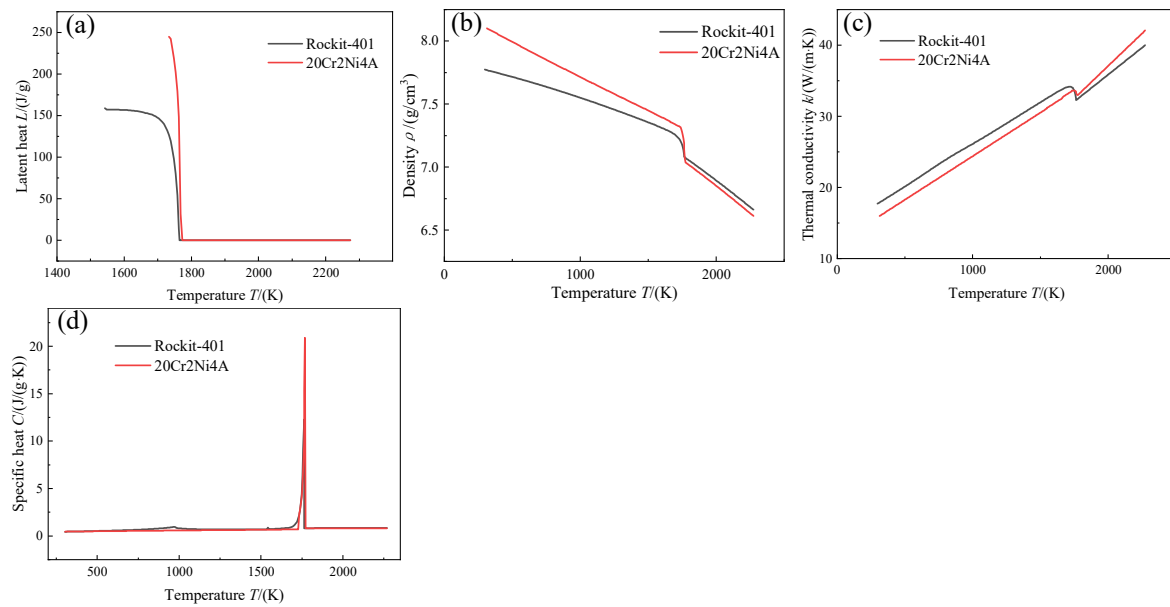 (a)
Rockit-401
20Cr2Ni4A
Latent heat L/(J/g)
250
200
150
100
50
0
1400 1600 1800 2000 2200
Temperature T/(K)
(b)
Rockit-401
20Cr2Ni4A
Density ρ /(g/cm³)
8.0
7.5
7.0
6.5
0 1000 2000
Temperature T/(K)
(c)
Rockit-401
20Cr2Ni4A
Thermal conductivity k/(W/(m·K))
40
30
20
10
0 1000 2000
Temperature T/(K)
(d)
Rockit-401
20Cr2Ni4A
Specific heat C/(J/(g·K))
20
15
10
5
0
500 1000 1500 2000
Temperature T/(K)